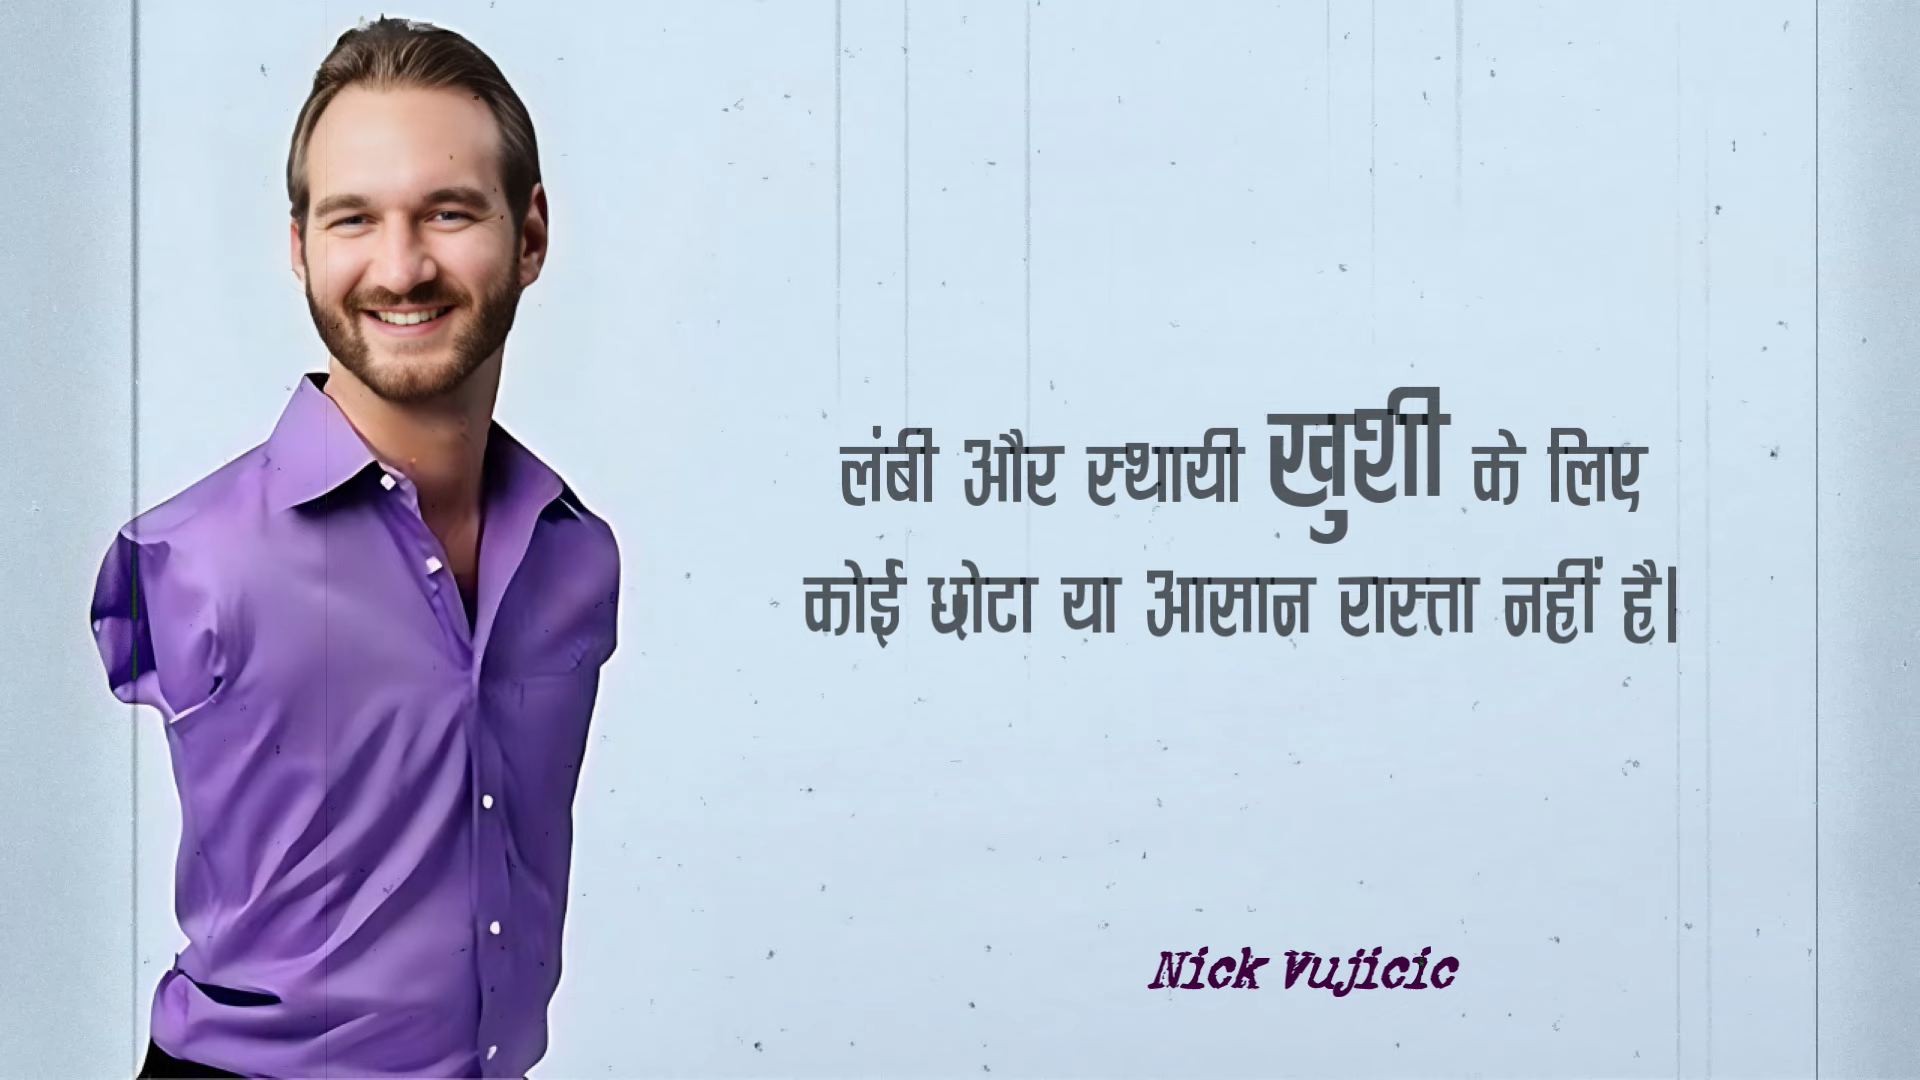 लंबी और स्थायी खुशी के लिए
कोई छोटा या आसान रास्ता नहीं है।
Nick Vujicic